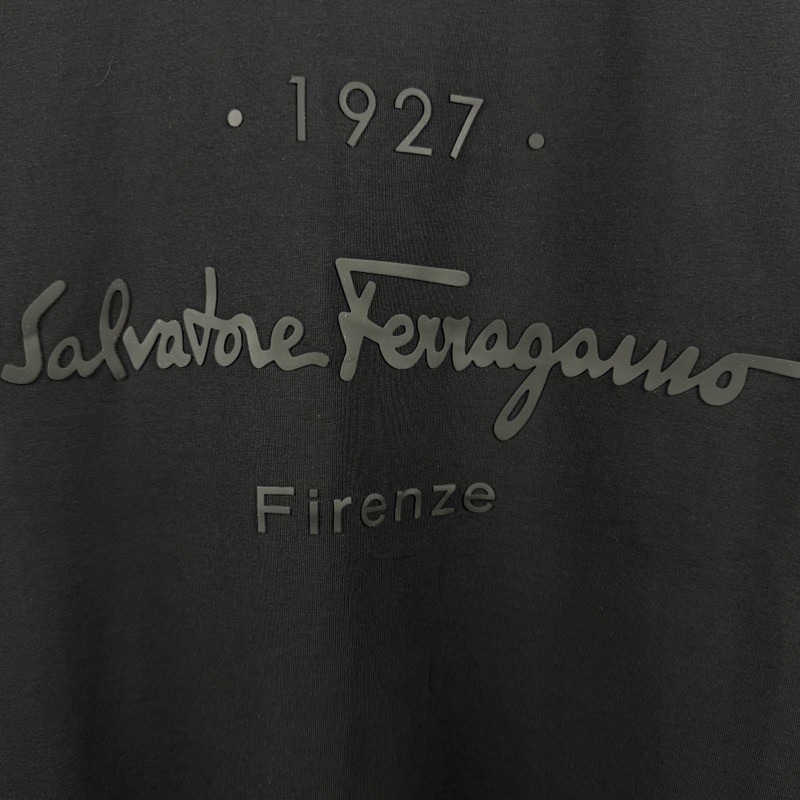 • 1927 •
Salvatore Ferragamo
Firenze